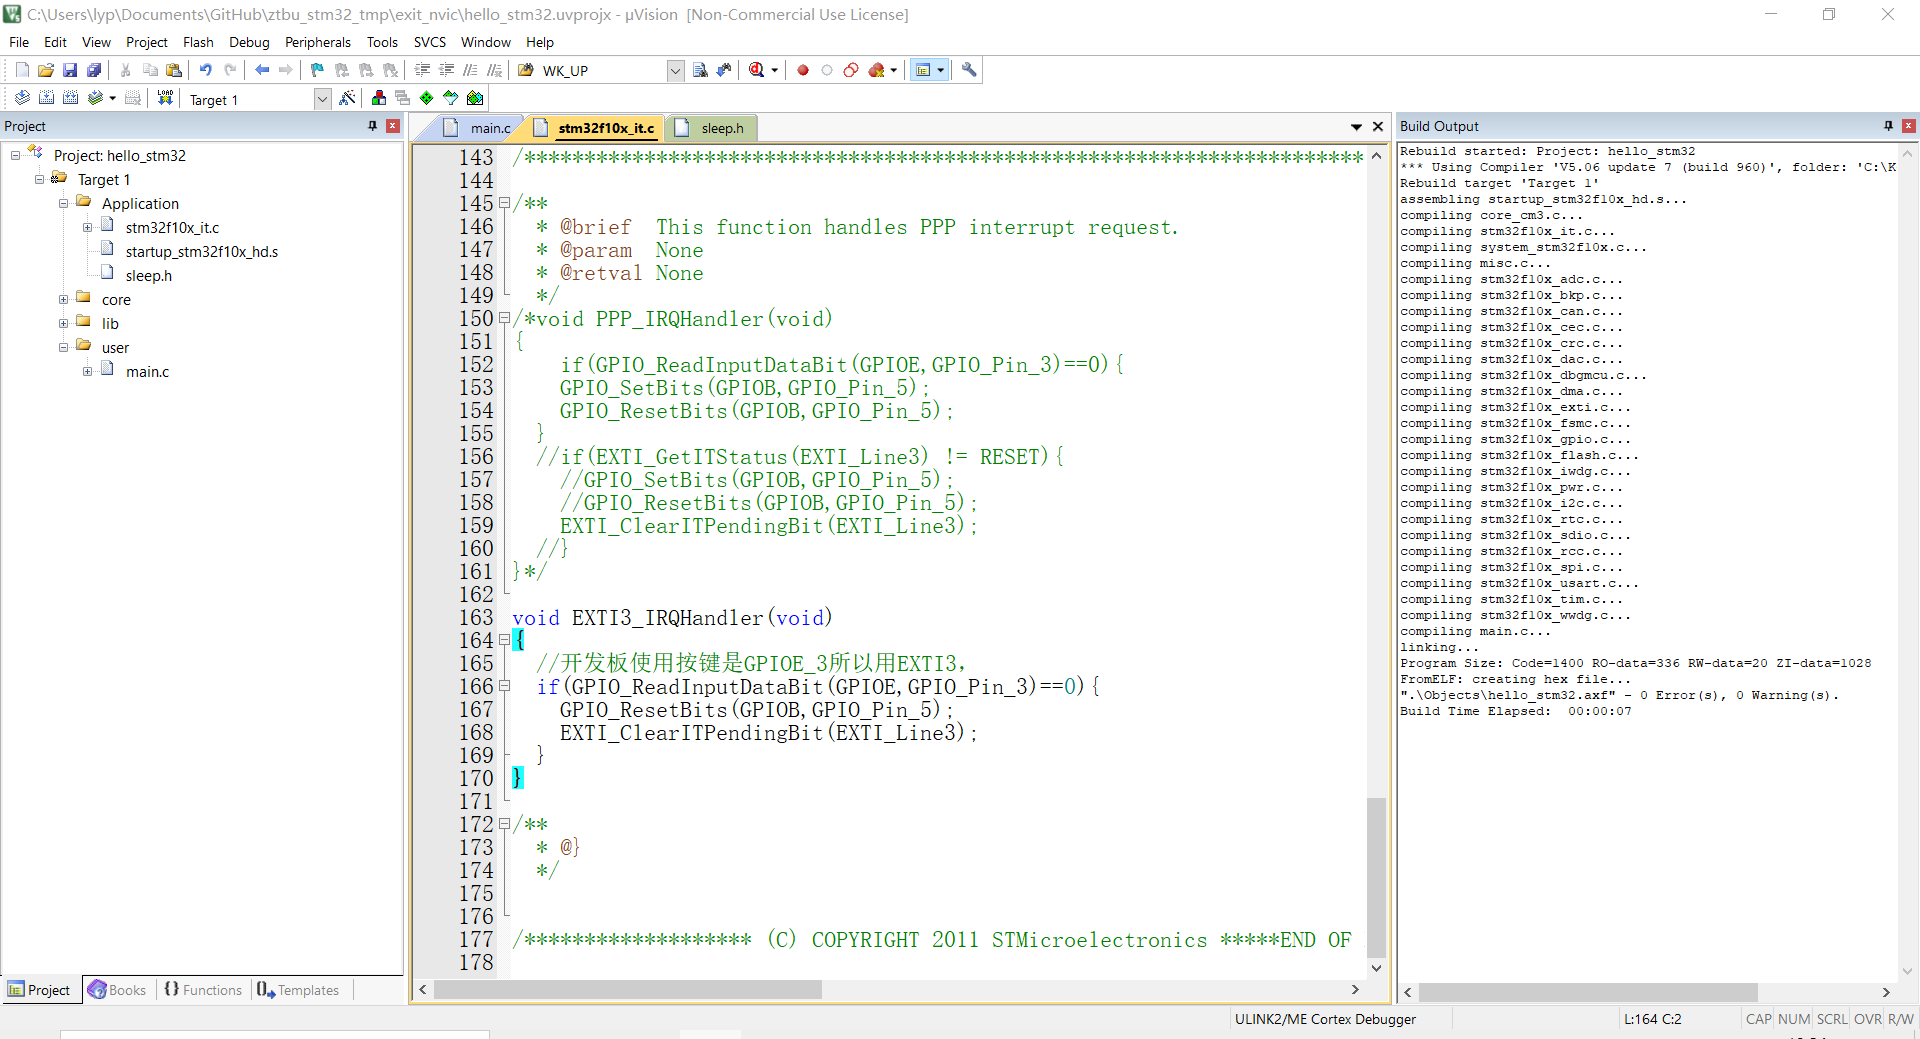 C:\Users\lyp\Documents\GitHub\ztbu_stm32_tmp\exit_nvic\hello_stm32.uvprojx - µVision  [Non-Commercial Use License]
File Edit View Project Flash Debug Peripherals Tools SVCS Window Help
WK_UP
LOAD Target 1
Project
Project: hello_stm32
Target 1
Application
stm32f10x_it.c
startup_stm32f10x_hd.s
sleep.h
core
lib
user
main.c
Project Books Functions Templates
main.c stm32f10x_it.c sleep.h
143 /**********************************************************************
144
145 /**
146   * @brief  This function handles PPP interrupt request.
147   * @param  None
148   * @retval None
149   */
150 /*void PPP_IRQHandler(void)
151 {
152     if(GPIO_ReadInputDataBit(GPIOE,GPIO_Pin_3)==0){
153     GPIO_SetBits(GPIOB,GPIO_Pin_5);
154     GPIO_ResetBits(GPIOB,GPIO_Pin_5);
155   }
156   //if(EXTI_GetITStatus(EXTI_Line3) != RESET){
157     //GPIO_SetBits(GPIOB,GPIO_Pin_5);
158     //GPIO_ResetBits(GPIOB,GPIO_Pin_5);
159     EXTI_ClearITPendingBit(EXTI_Line3);
160   //}
161 }*/
162
163 void EXTI3_IRQHandler(void)
164 {
165   //开发板使用按键是GPIOE_3所以用EXTI3,
166   if(GPIO_ReadInputDataBit(GPIOE,GPIO_Pin_3)==0){
167     GPIO_ResetBits(GPIOB,GPIO_Pin_5);
168     EXTI_ClearITPendingBit(EXTI_Line3);
169   }
170 }
171
172 /**
173   * @}
174   */
175
176
177 /******************* (C) COPYRIGHT 2011 STMicroelectronics *****END OF
178
Build Output
Rebuild started: Project: hello_stm32
*** Using Compiler 'V5.06 update 7 (build 960)', folder: 'C:\K
Rebuild target 'Target 1'
assembling startup_stm32f10x_hd.s...
compiling core_cm3.c...
compiling stm32f10x_it.c...
compiling system_stm32f10x.c...
compiling misc.c...
compiling stm32f10x_adc.c...
compiling stm32f10x_bkp.c...
compiling stm32f10x_can.c...
compiling stm32f10x_cec.c...
compiling stm32f10x_crc.c...
compiling stm32f10x_dac.c...
compiling stm32f10x_dbgmcu.c...
compiling stm32f10x_dma.c...
compiling stm32f10x_exti.c...
compiling stm32f10x_fsmc.c...
compiling stm32f10x_gpio.c...
compiling stm32f10x_flash.c...
compiling stm32f10x_iwdg.c...
compiling stm32f10x_pwr.c...
compiling stm32f10x_i2c.c...
compiling stm32f10x_rtc.c...
compiling stm32f10x_sdio.c...
compiling stm32f10x_rcc.c...
compiling stm32f10x_spi.c...
compiling stm32f10x_usart.c...
compiling stm32f10x_tim.c...
compiling stm32f10x_wwdg.c...
compiling main.c...
linking...
Program Size: Code=1400 RO-data=336 RW-data=20 ZI-data=1028
FromELF: creating hex file...
".\Objects\hello_stm32.axf" - 0 Error(s), 0 Warning(s).
Build Time Elapsed:  00:00:07
ULINK2/ME Cortex Debugger L:164 C:2 CAP NUM SCRL OVR R/W